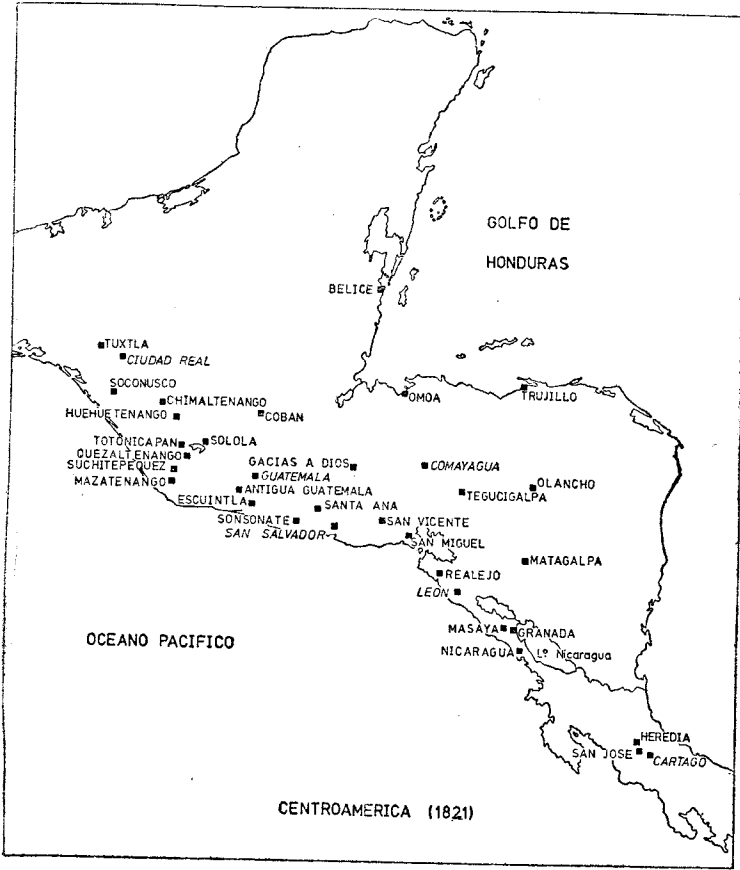 GOLFO DE
HONDURAS
BELICE
TUXTLA
CIUDAD REAL
SOCONUSCO
CHIMALTENANGO
OMOA
TRUJILLO
HUEHUETENANGO
COBAN
TOTONICAPAN
SOLOLA
QUEZALTENANGO
GACIAS A DIOS
COMAYAGUA
SUCHITEPEQUEZ
GUATEMALA
MAZATENANGO
ANTIGUA GUATEMALA
TEGUCIGALPA
OLANCHO
ESCUINTLA
SANTA ANA
SONSONATE
SAN VICENTE
SAN SALVADOR
SAN MIGUEL
MATAGALPA
REALEJO
LEON
MASAYA
GRANADA
OCEANO PACIFICO
NICARAGUA
Lº Nicaragua
HEREDIA
SAN JOSE
CARTAGO
CENTROAMERICA (1821)